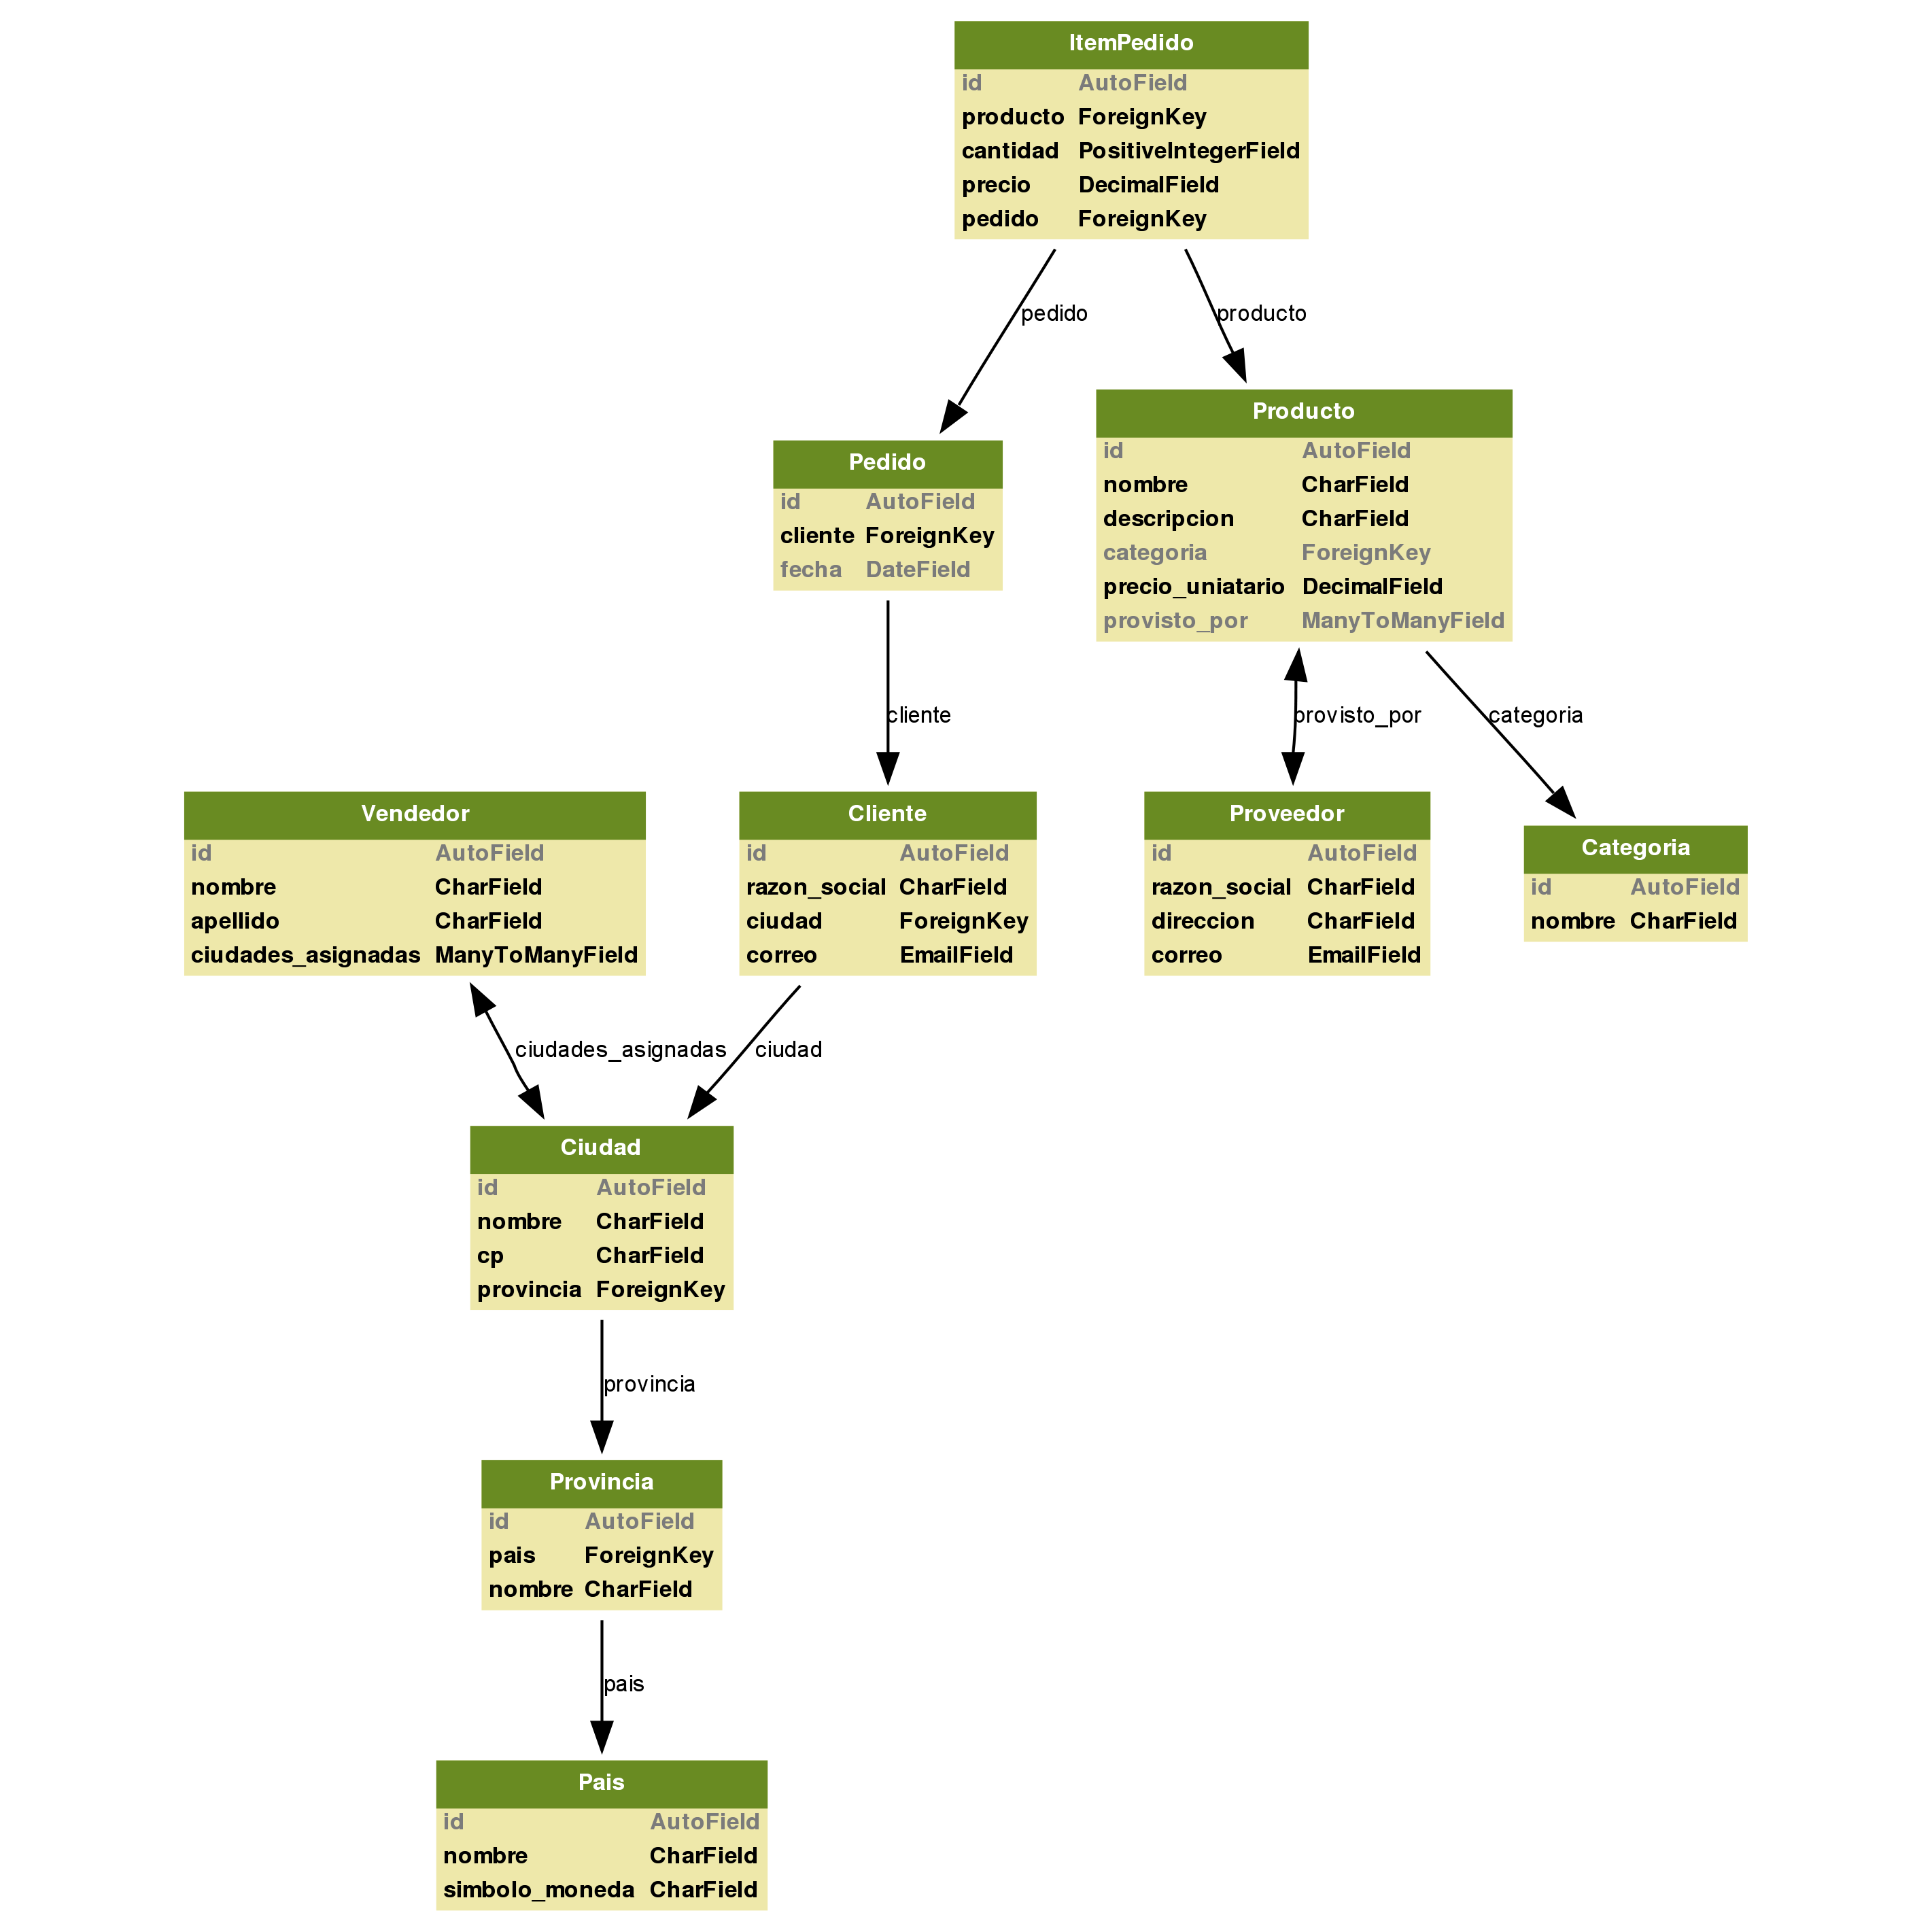 ItemPedido
id AutoField
producto ForeignKey
cantidad PositiveIntegerField
precio DecimalField
pedido ForeignKey
pedido
producto
Producto
id AutoField
nombre CharField
descripcion CharField
categoria ForeignKey
precio_uniatario DecimalField
provisto_por ManyToManyField
Pedido
id AutoField
cliente ForeignKey
fecha DateField
cliente
provisto_por
categoria
Vendedor
id AutoField
nombre CharField
apellido CharField
ciudades_asignadas ManyToManyField
Cliente
id AutoField
razon_social CharField
ciudad ForeignKey
correo EmailField
Proveedor
id AutoField
razon_social CharField
direccion CharField
correo EmailField
Categoria
id AutoField
nombre CharField
ciudades_asignadas
ciudad
Ciudad
id AutoField
nombre CharField
cp CharField
provincia ForeignKey
provincia
Provincia
id AutoField
pais ForeignKey
nombre CharField
pais
Pais
id AutoField
nombre CharField
simbolo_moneda CharField